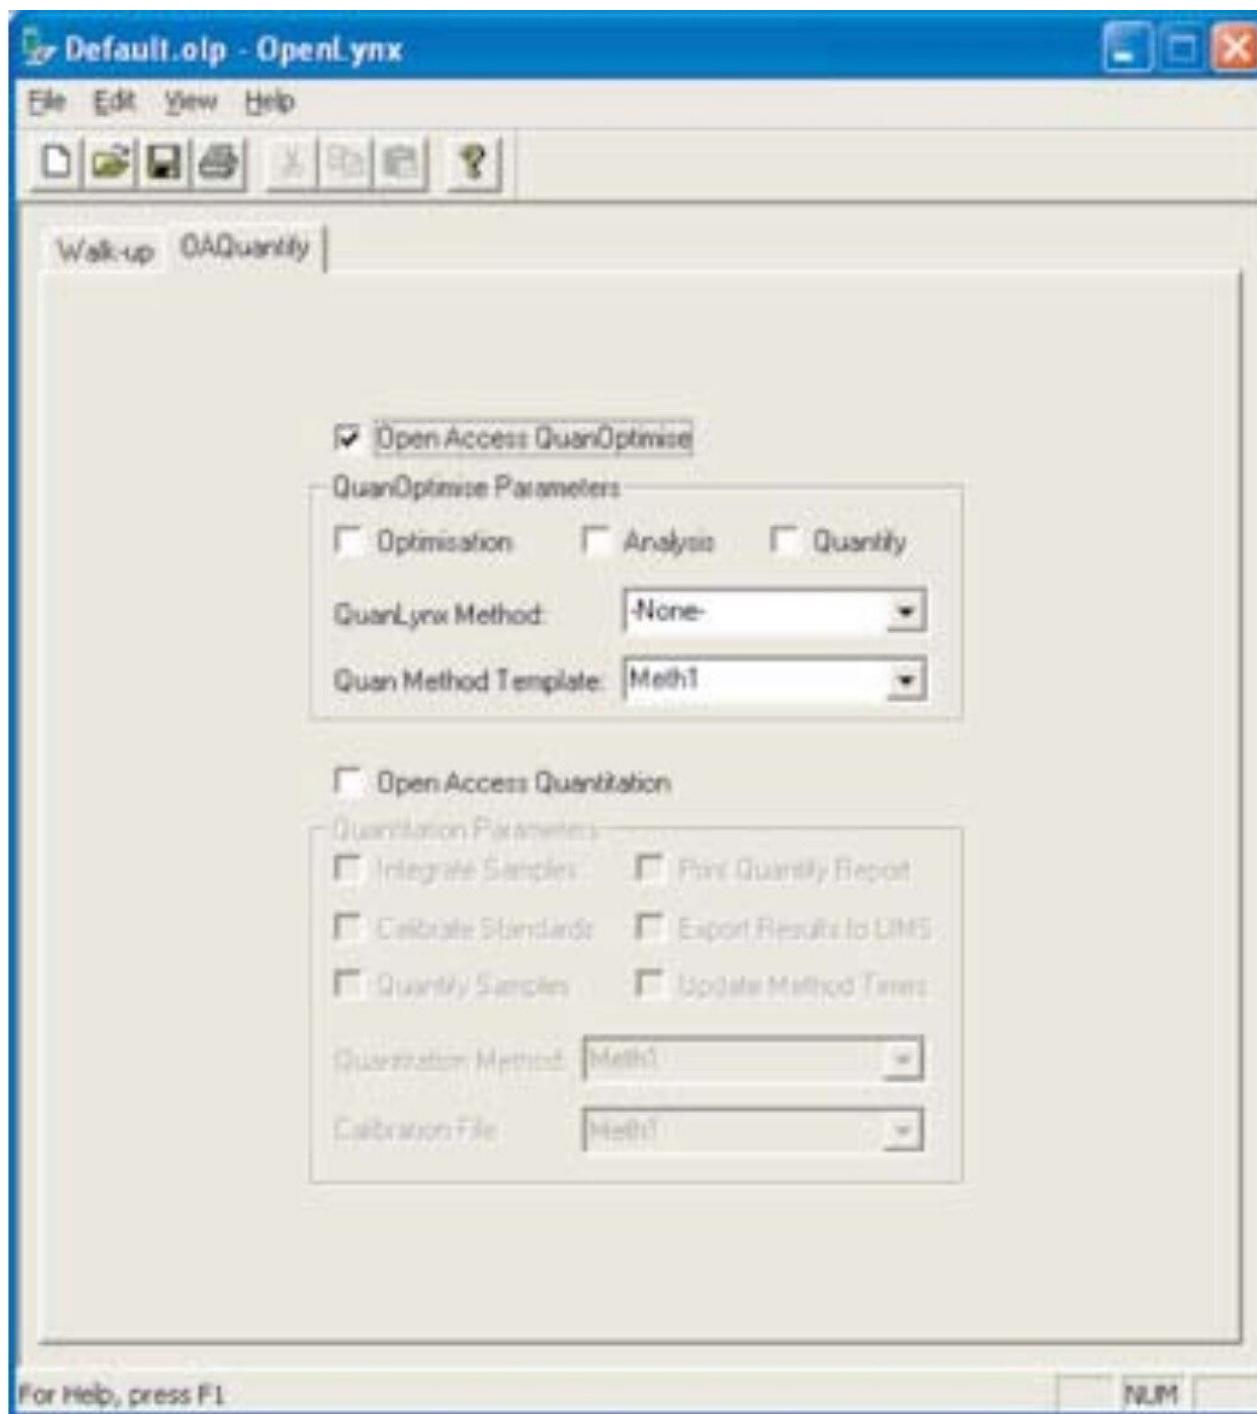 Default.olp - OpenLynx
File Edit View Help
Walk-up OAQuantify
Open Access QuanOptimise
QuanOptimise Parameters
Optimisation Analysis Quantify
QuanLynx Method: -None-
Quan Method Template: Meth1
Open Access Quantitation
Quantitation Parameters
Integrate Samples Print Quantify Report
Calibrate Standards Export Results to LIMS
Quantify Samples Update Method Times
Quantitation Method: Meth1
Calibration File Meth1
For Help, press F1 NUM